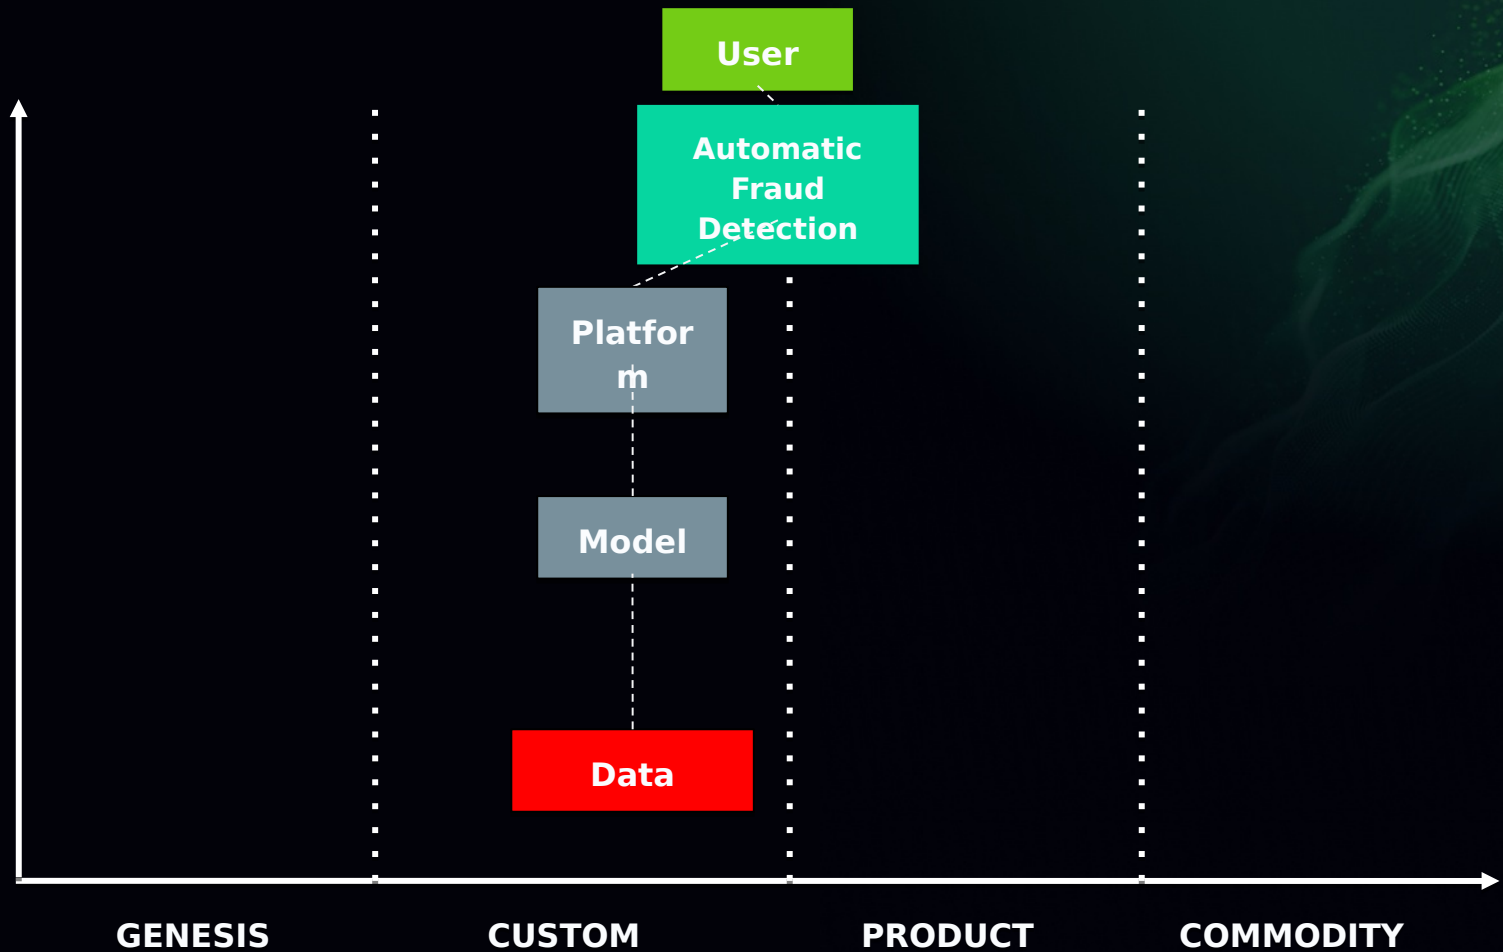 User
Automatic
Fraud
Detection
Platfor
m
Model
Data
GENESIS
CUSTOM
PRODUCT
COMMODITY